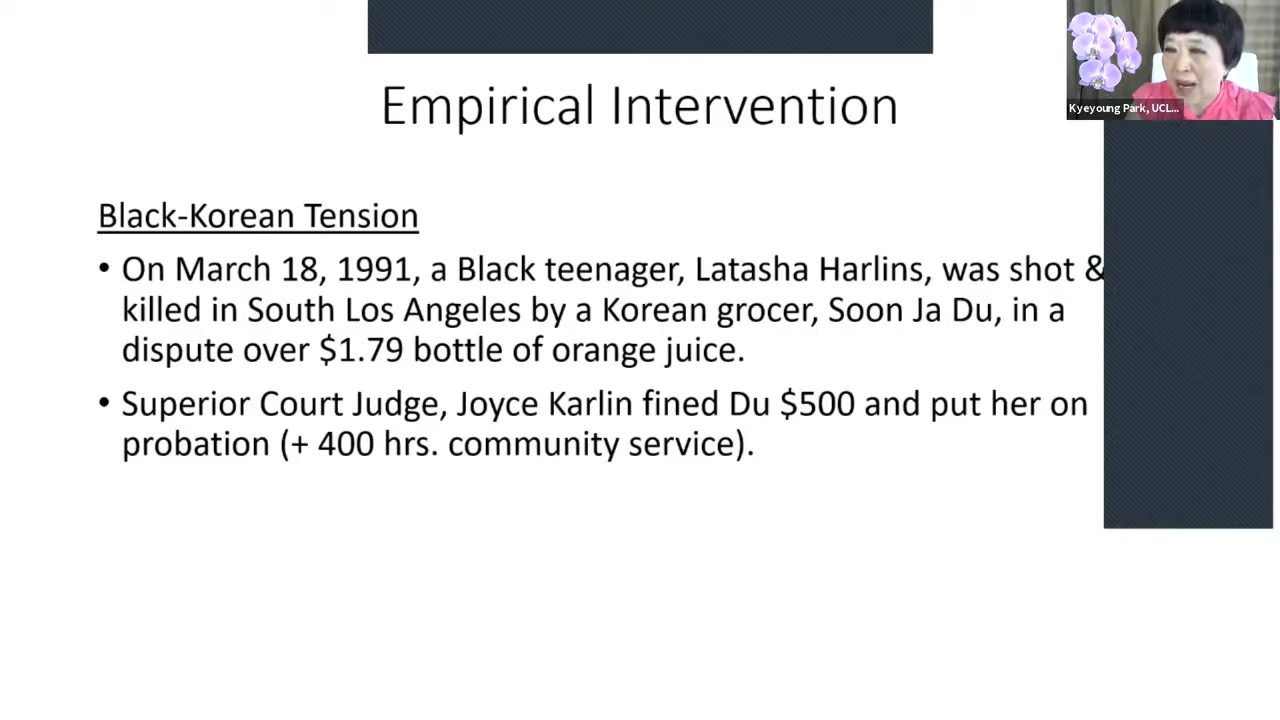 Empirical Intervention
Kyeyoung Park, UCL...
Black-Korean Tension
• On March 18, 1991, a Black teenager, Latasha Harlins, was shot &
killed in South Los Angeles by a Korean grocer, Soon Ja Du, in a
dispute over $1.79 bottle of orange juice.
• Superior Court Judge, Joyce Karlin fined Du $500 and put her on
probation (+ 400 hrs. community service).